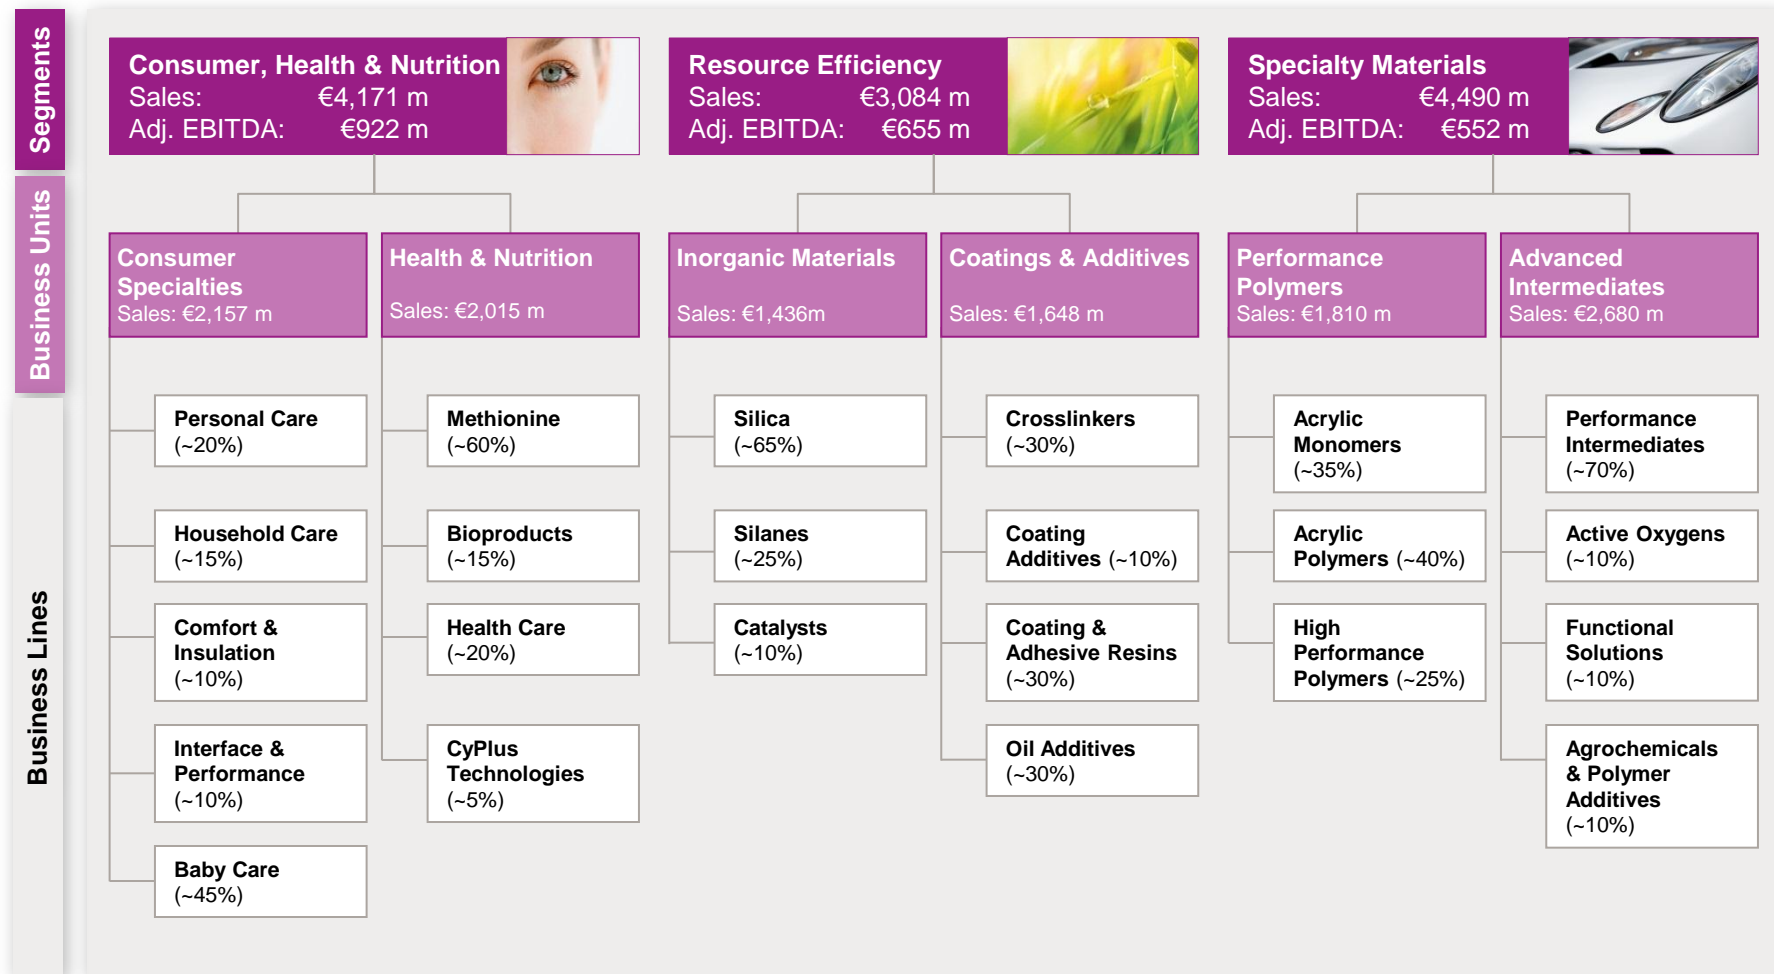 Segments
Consumer, Health & Nutrition
Sales: €4,171 m
Adj. EBITDA: €922 m
Resource Efficiency
Sales: €3,084 m
Adj. EBITDA: €655 m
Specialty Materials
Sales: €4,490 m
Adj. EBITDA: €552 m
Business Units
Consumer
Specialties
Sales: €2,157 m
Health & Nutrition
Sales: €2,015 m
Inorganic Materials
Sales: €1,436m
Coatings & Additives
Sales: €1,648 m
Performance
Polymers
Sales: €1,810 m
Advanced
Intermediates
Sales: €2,680 m
Business Lines
Personal Care
(~20%)
Household Care
(~15%)
Comfort &
Insulation
(~10%)
Interface &
Performance
(~10%)
Baby Care
(~45%)
Methionine
(~60%)
Bioproducts
(~15%)
Health Care
(~20%)
CyPlus
Technologies
(~5%)
Silica
(~65%)
Silanes
(~25%)
Catalysts
(~10%)
Crosslinkers
(~30%)
Coating
Additives (~10%)
Coating &
Adhesive Resins
(~30%)
Oil Additives
(~30%)
Acrylic
Monomers
(~35%)
Acrylic
Polymers (~40%)
High
Performance
Polymers (~25%)
Performance
Intermediates
(~70%)
Active Oxygens
(~10%)
Functional
Solutions
(~10%)
Agrochemicals
& Polymer
Additives
(~10%)